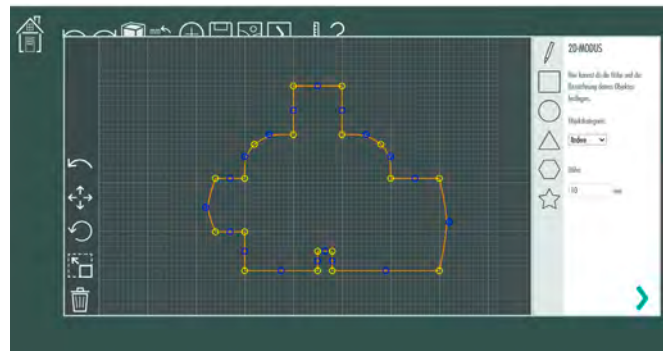 2D-MODUS
Hier kannst du die Höhe und die
Bezeichnung deines Objektes
festlegen.
Objektkategorie:
Andere
Höhe:
10 mm